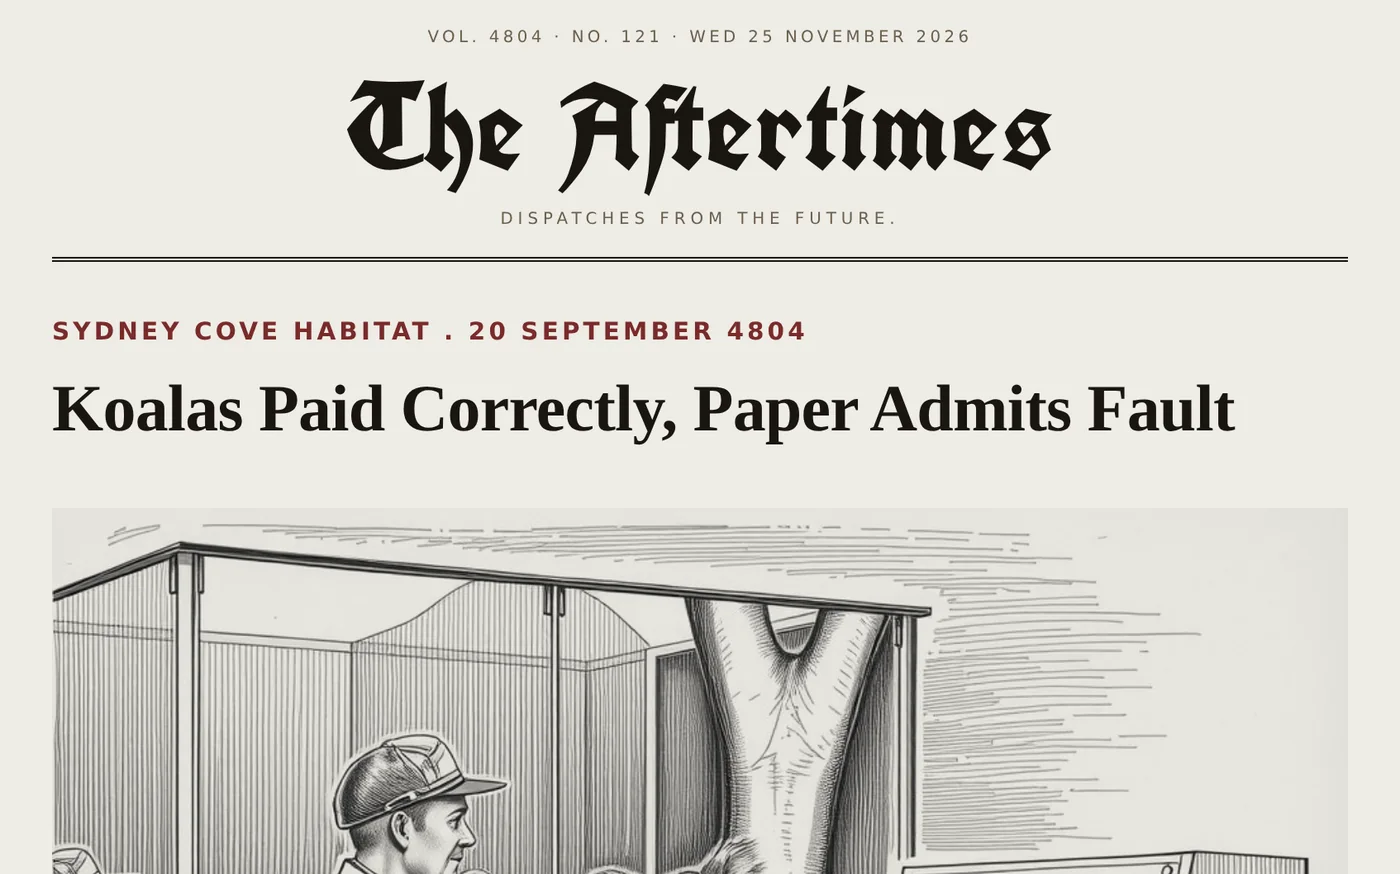 VOL. 4804 · NO. 121 · WED 25 NOVEMBER 2026
The Aftertimes
DISPATCHES FROM THE FUTURE.
SYDNEY COVE HABITAT . 20 SEPTEMBER 4804
Koalas Paid Correctly, Paper Admits Fault